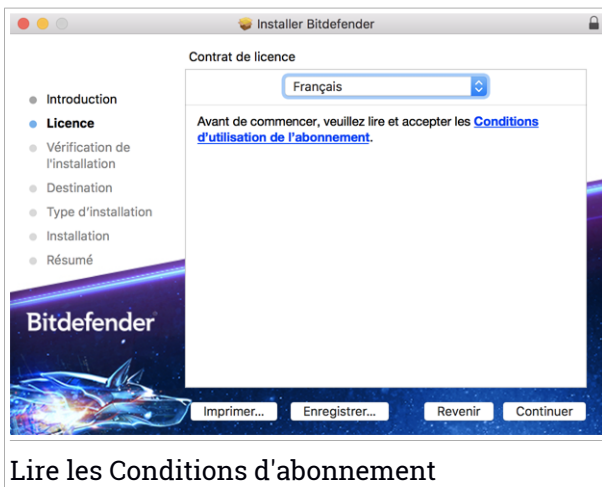 Installer Bitdefender
Contrat de licence
Français
Introduction
Licence
Vérification de
l'installation
Destination
Type d'installation
Installation
Résumé
Avant de commencer, veuillez lire et accepter les Conditions
d’utilisation de l’abonnement.
Bitdefender
Imprimer...
Enregistrer...
Revenir
Continuer
Lire les Conditions d'abonnement